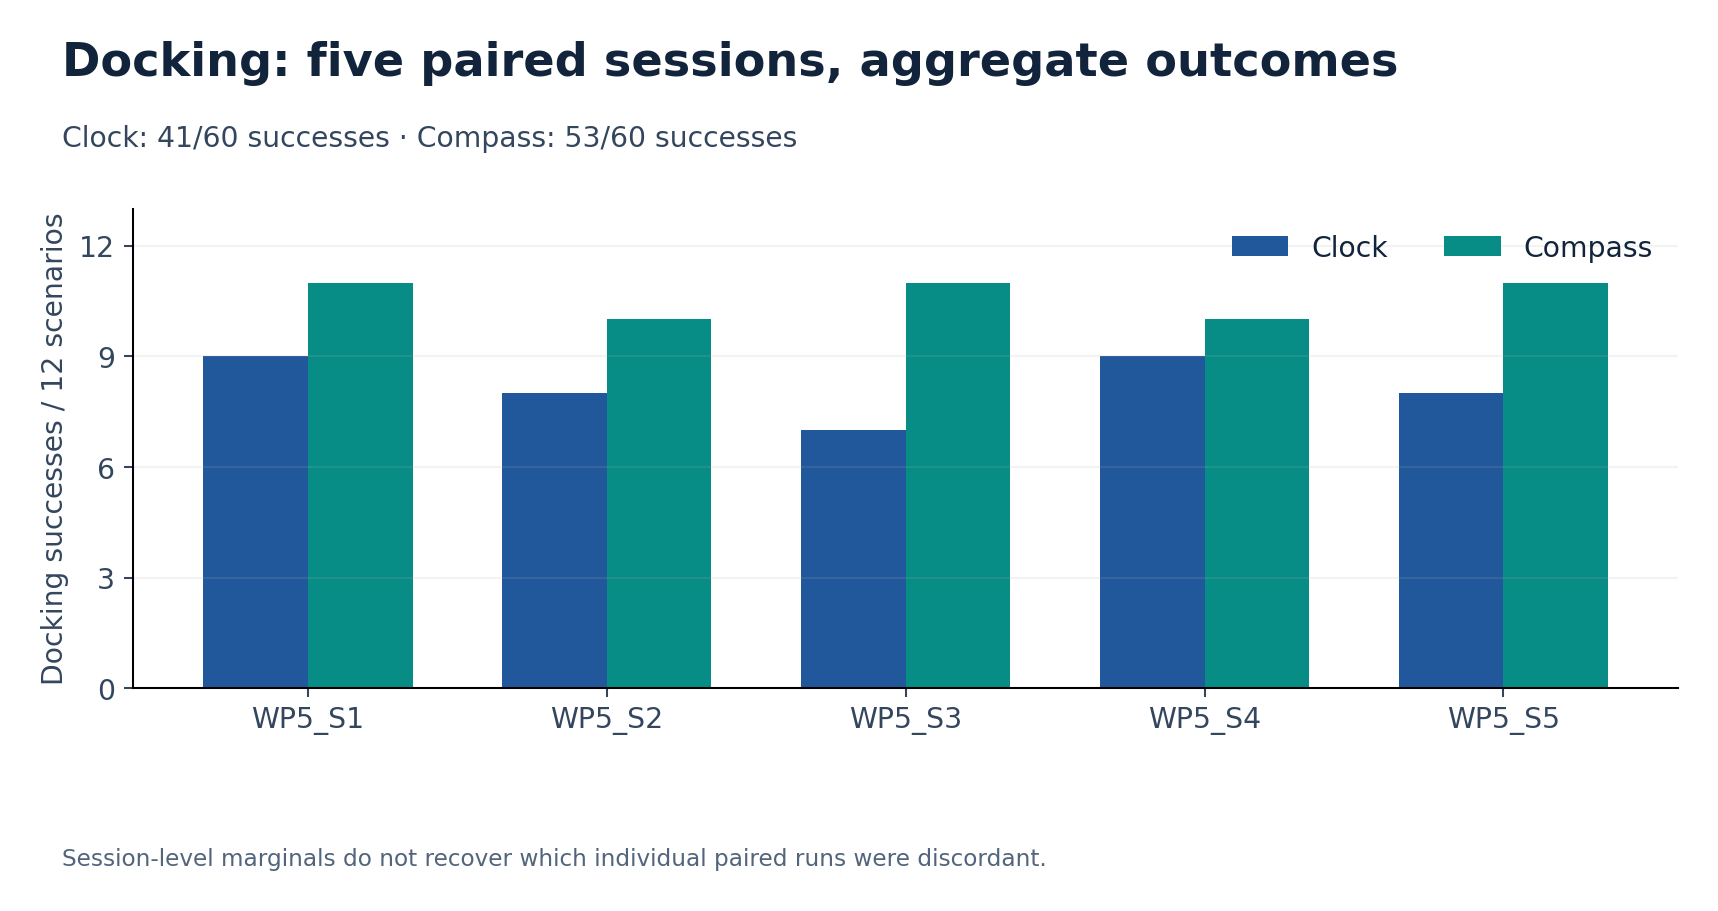 Docking: five paired sessions, aggregate outcomes
Clock: 41/60 successes · Compass: 53/60 successes
Docking successes / 12 scenarios
12
9
6
3
0
Clock
Compass
WP5_S1
WP5_S2
WP5_S3
WP5_S4
WP5_S5
Session-level marginals do not recover which individual paired runs were discordant.